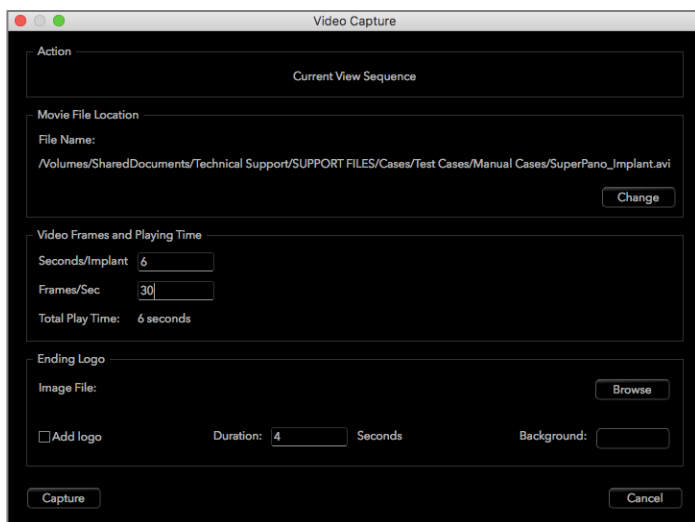 Video Capture
Action
Current View Sequence
Movie File Location
File Name:
/Volumes/SharedDocuments/Technical Support/SUPPORT FILES/Cases/Test Cases/Manual Cases/SuperPano_Implant.avi
Change
Video Frames and Playing Time
Seconds/Implant 6
Frames/Sec 30
Total Play Time: 6 seconds
Ending Logo
Image File: Browse
Add logo Duration: 4 Seconds Background:
Capture Cancel